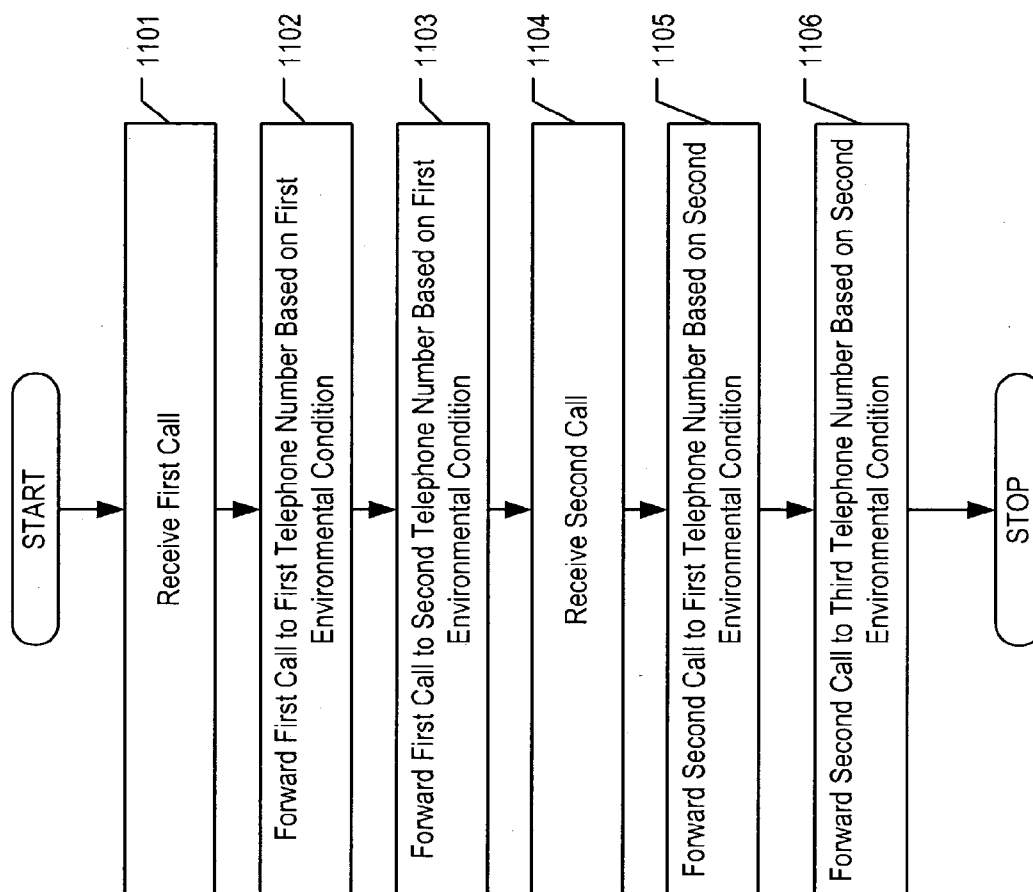 START
Receive First Call
1101
Forward First Call to First Telephone Number Based on First
Environmental Condition
1102
Forward First Call to Second Telephone Number Based on First
Environmental Condition
1103
Receive Second Call
1104
Forward Second Call to First Telephone Number Based on Second
Environmental Condition
1105
Forward Second Call to Third Telephone Number Based on Second
Environmental Condition
1106
STOP